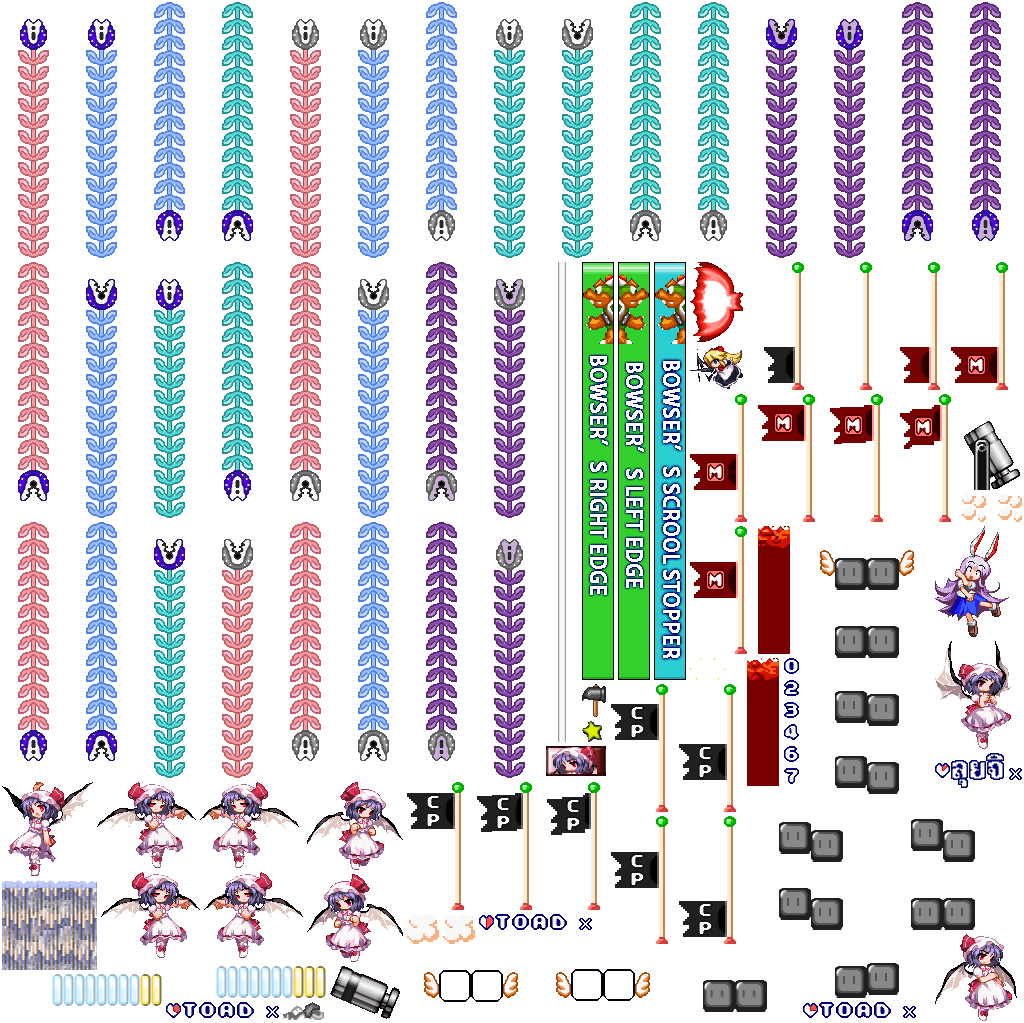 BOWSER' S RIGHT EDGE
BOWSER' S LEFT EDGE
BOWSER' S SCROOL STOPPER
M
M
M
M
M
M
0
2
3
4
6
7
C P
C P
C P
C P
C P
C P
C P
ลุยจิ x
TOAD x
TOAD x
TOAD x